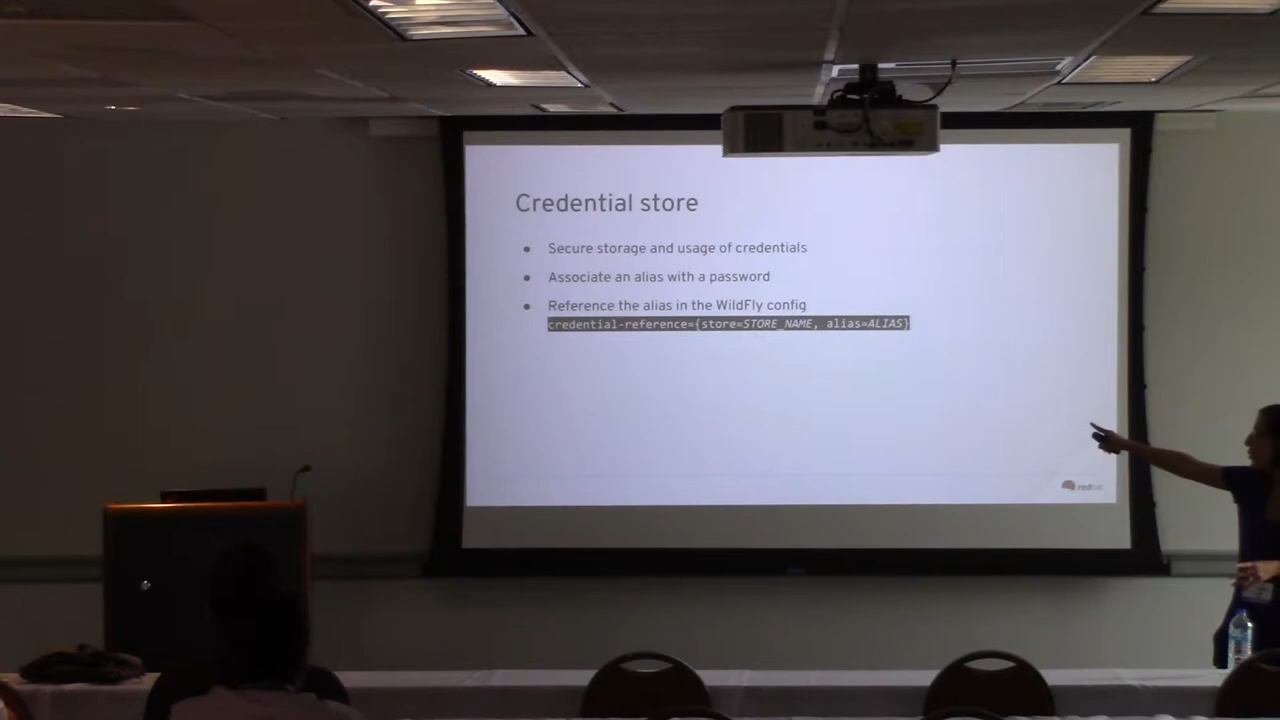 Credential store
● Secure storage and usage of credentials
● Associate an alias with a password
● Reference the alias in the WildFly config
credential-reference={store=STORE_NAME, alias=ALIAS}
redhat